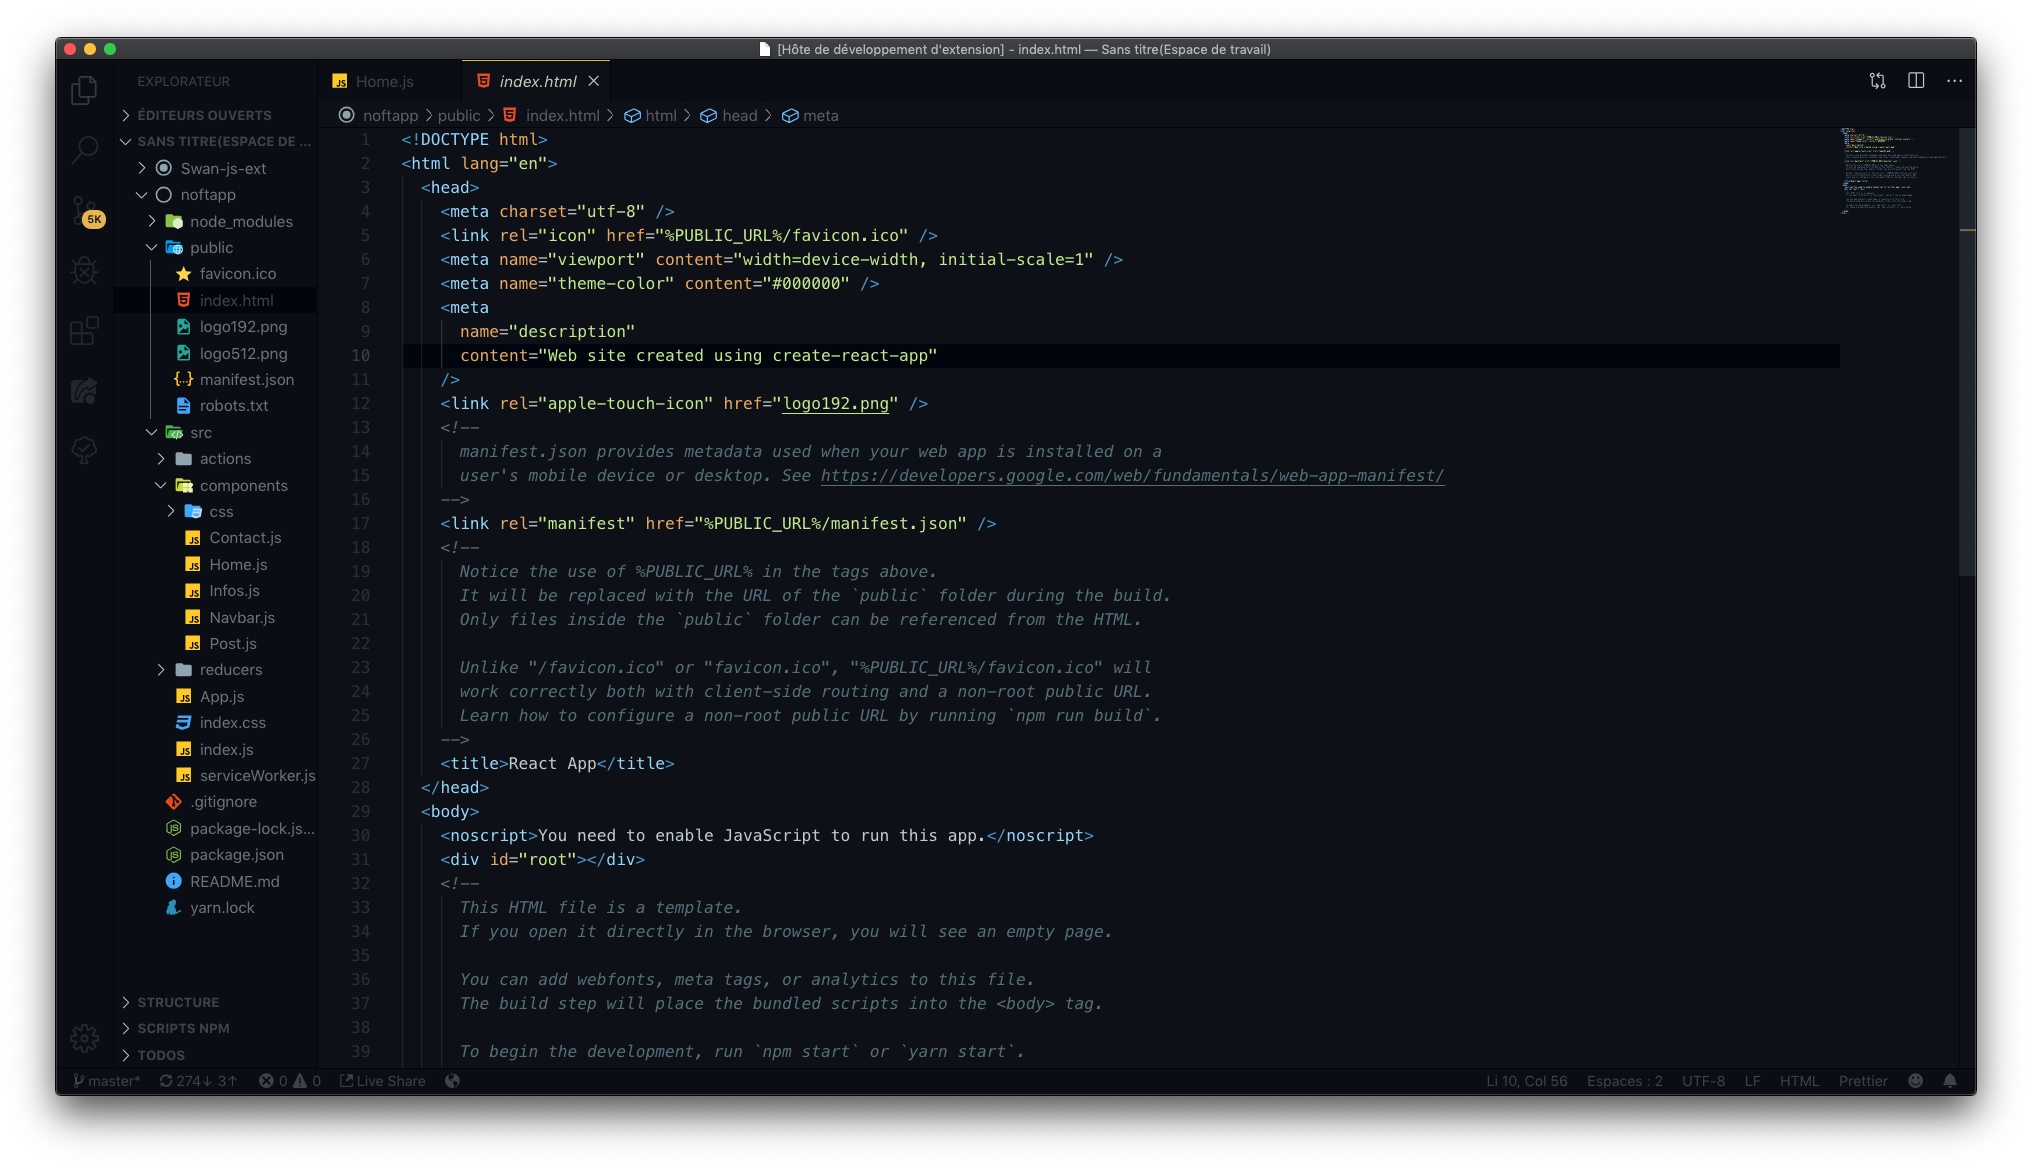 [Hôte de développement d'extension] - index.html — Sans titre(Espace de travail)
EXPLORATEUR
ÉDITEURS OUVERTS
SANS TITRE(ESPACE DE ...
Swan-js-ext
noftapp
node_modules
public
favicon.ico
index.html
logo192.png
logo512.png
manifest.json
robots.txt
src
actions
components
css
Contact.js
Home.js
Infos.js
Navbar.js
Post.js
reducers
App.js
index.css
index.js
serviceWorker.js
.gitignore
package-lock.js...
package.json
README.md
yarn.lock
STRUCTURE
SCRIPTS NPM
TODOS
5K
Home.js
index.html
noftapp > public > index.html > html > head > meta
1 <!DOCTYPE html>
2 <html lang="en">
3 <head>
4 <meta charset="utf-8" />
5 <link rel="icon" href="%PUBLIC_URL%/favicon.ico" />
6 <meta name="viewport" content="width=device-width, initial-scale=1" />
7 <meta name="theme-color" content="#000000" />
8 <meta
9 name="description"
10 content="Web site created using create-react-app"
11 />
12 <link rel="apple-touch-icon" href="logo192.png" />
13 <!--
14 manifest.json provides metadata used when your web app is installed on a
15 user's mobile device or desktop. See https://developers.google.com/web/fundamentals/web-app-manifest/
16 -->
17 <link rel="manifest" href="%PUBLIC_URL%/manifest.json" />
18 <!--
19 Notice the use of %PUBLIC_URL% in the tags above.
20 It will be replaced with the URL of the `public` folder during the build.
21 Only files inside the `public` folder can be referenced from the HTML.
22
23 Unlike "/favicon.ico" or "favicon.ico", "%PUBLIC_URL%/favicon.ico" will
24 work correctly both with client-side routing and a non-root public URL.
25 Learn how to configure a non-root public URL by running `npm run build`.
26 -->
27 <title>React App</title>
28 </head>
29 <body>
30 <noscript>You need to enable JavaScript to run this app.</noscript>
31 <div id="root"></div>
32 <!--
33 This HTML file is a template.
34 If you open it directly in the browser, you will see an empty page.
35
36 You can add webfonts, meta tags, or analytics to this file.
37 The build step will place the bundled scripts into the <body> tag.
38
39 To begin the development, run `npm start` or `yarn start`.
master* 274↓ 3↑ 0 0 Live Share
Li 10, Col 56 Espaces : 2 UTF-8 LF HTML Prettier